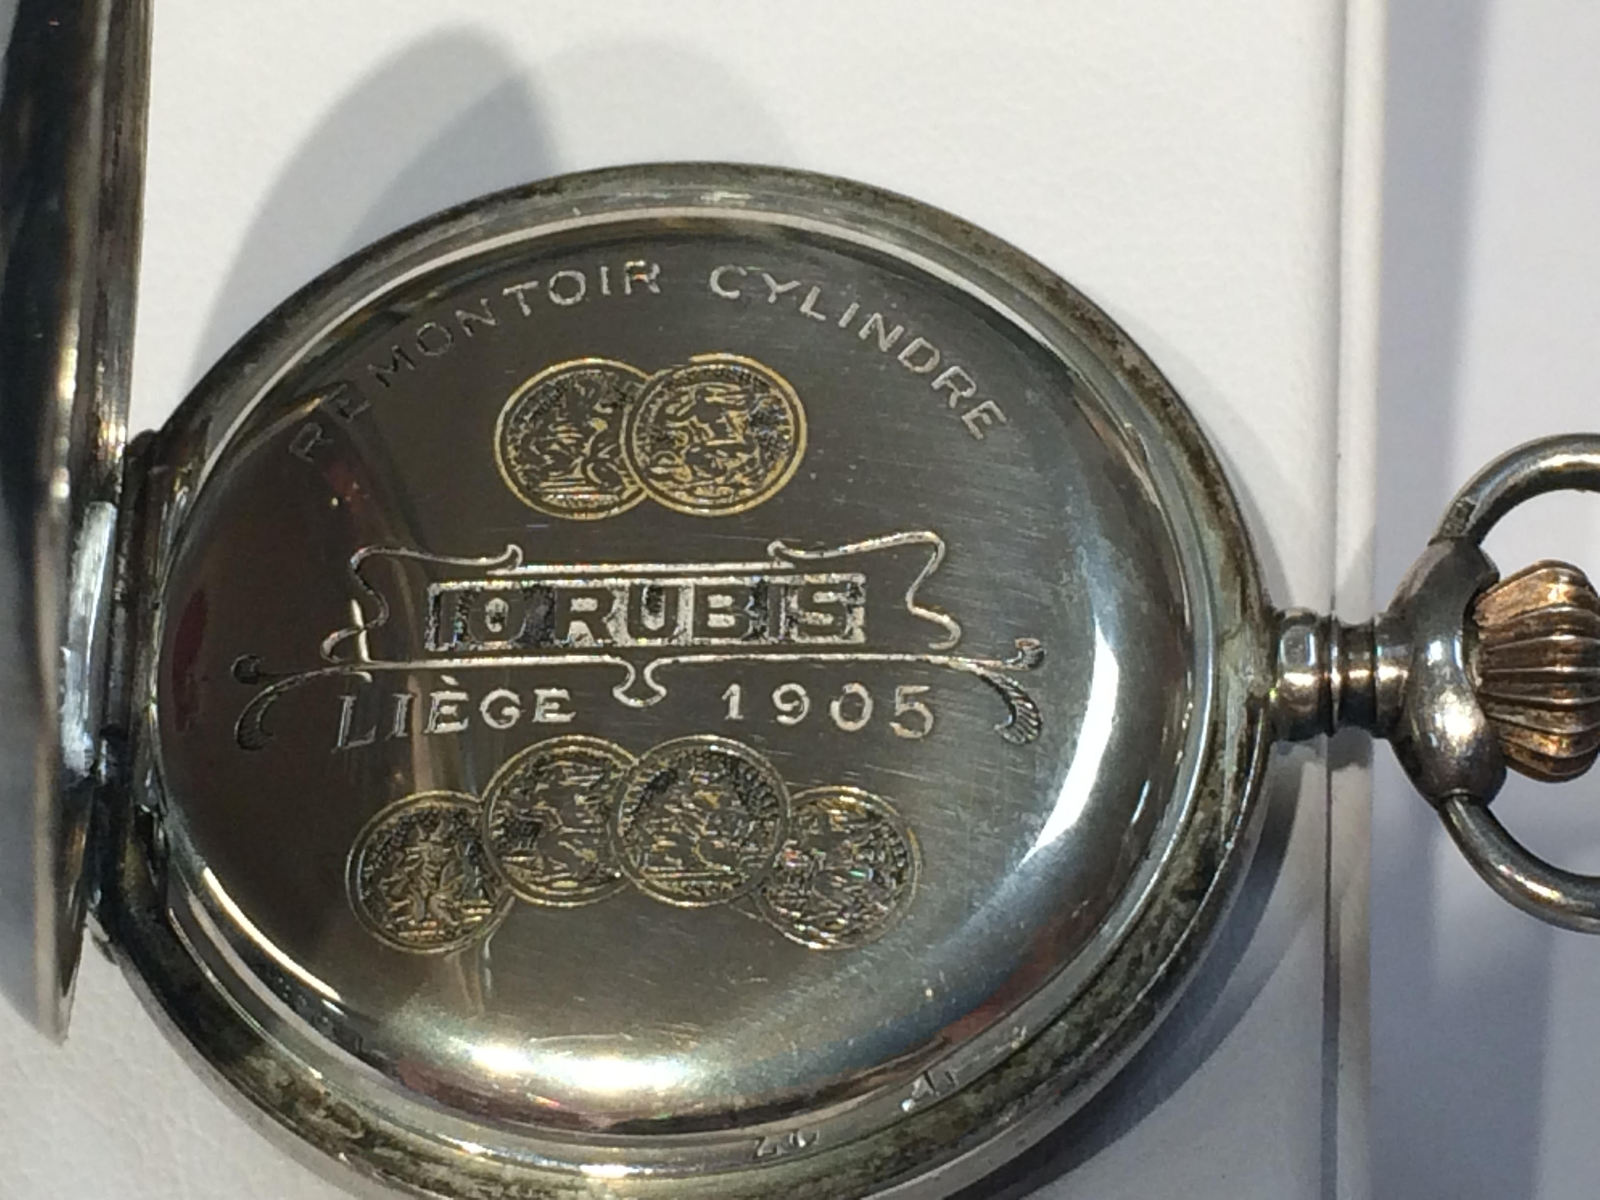 REMONTOIR CYLINDRE
10 RUBIS
LIÈGE 1905